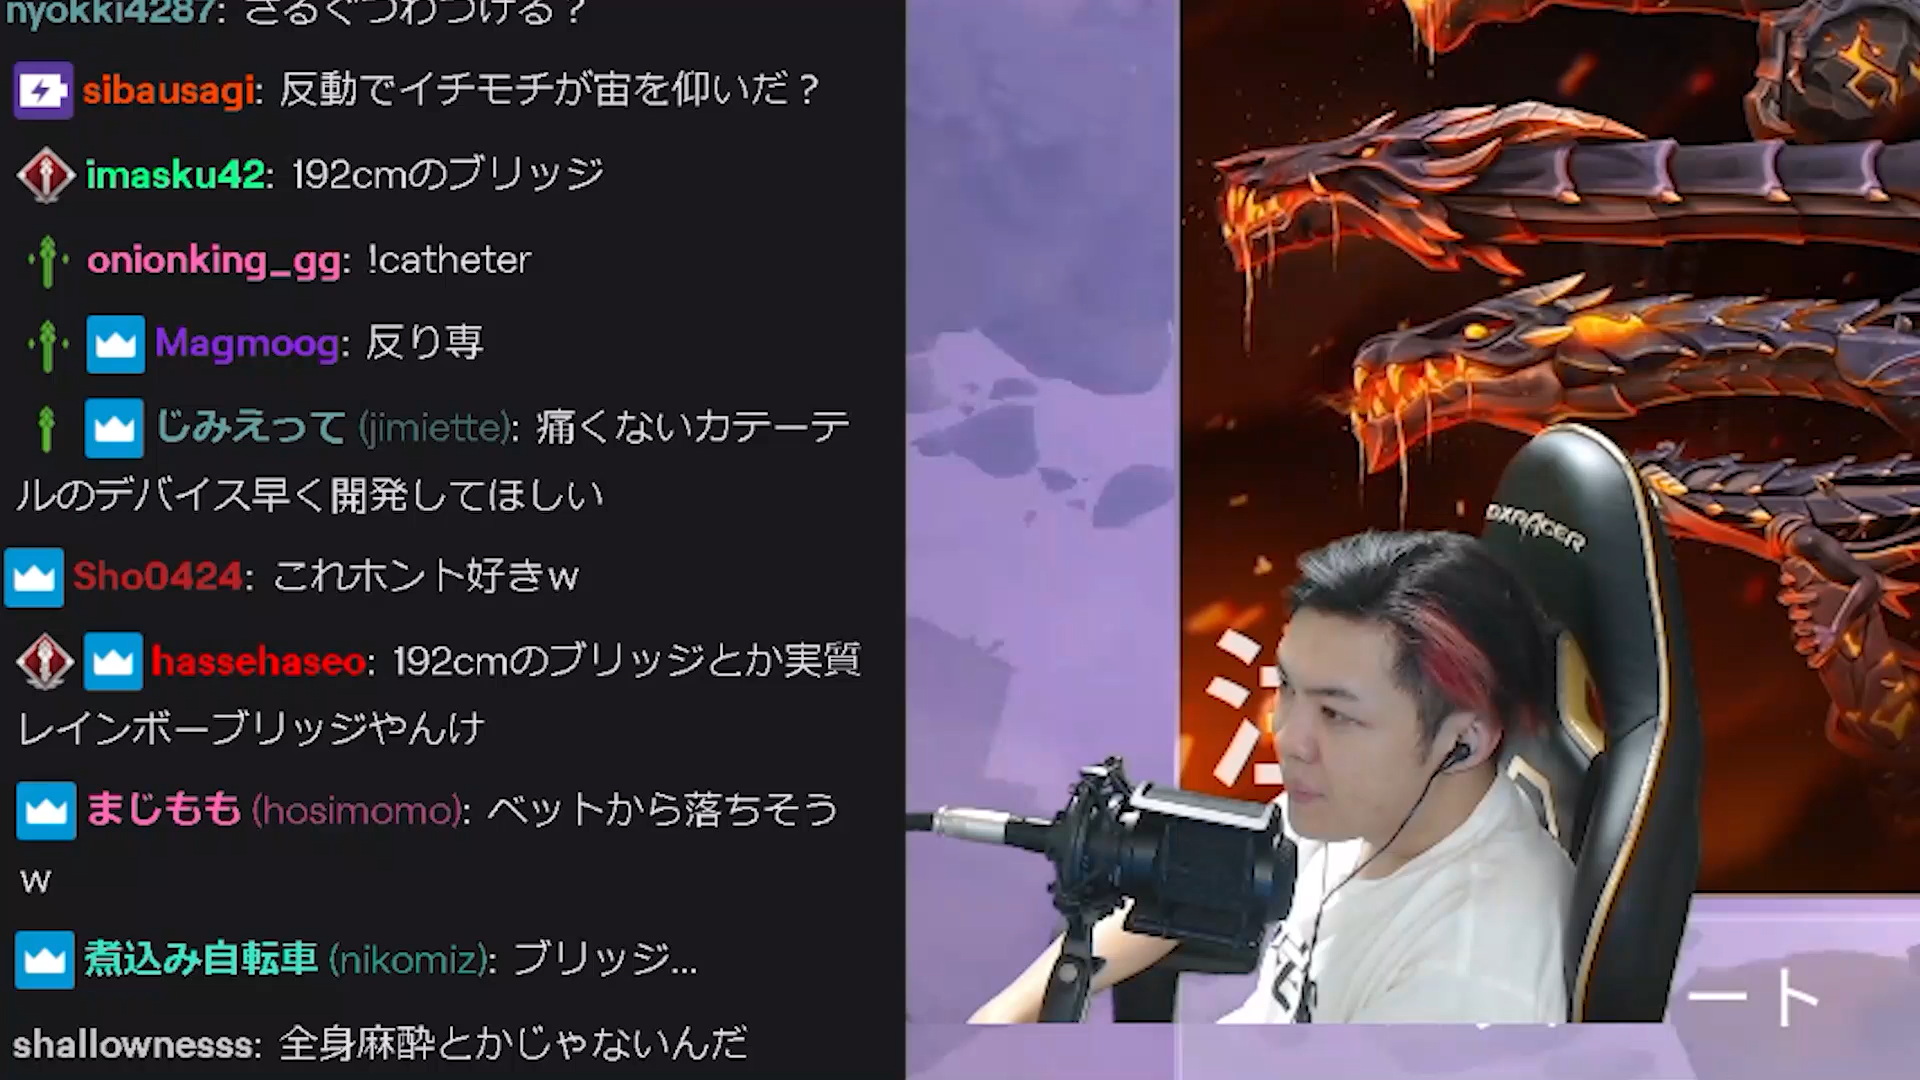 nyokki4287: さるぐつわつける？
sibausagi: 反動でイチモチが宙を仰いだ？
imasku42: 192cmのブリッジ
onionking_gg: !catheter
Magmoog: 反り専
じみえって (jimiette): 痛くないカテーテ
ルのデバイス早く開発してほしい
Sho0424: これホント好きw
hassehaseo: 192cmのブリッジとか実質
レインボーブリッジやんけ
まじもも (hosimomo): ベットから落ちそう
w
煮込み自転車 (nikomiz): ブリッジ...
shallownesss: 全身麻酔とかじゃないんだ
DXRACER
ート